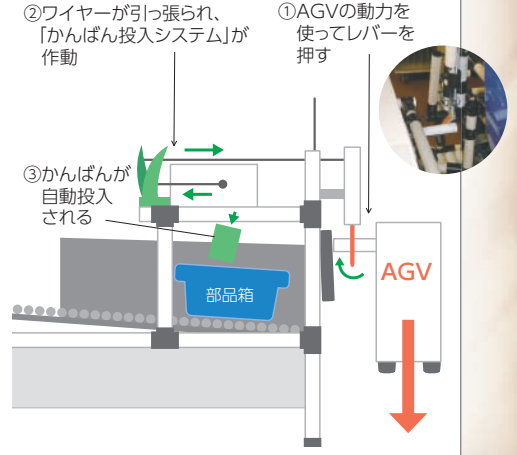 ②ワイヤーが引っ張られ、
「かんばん投入システム」が
作動
①AGVの動力を
使ってレバーを
押す
③かんばんが
自動投入
される
部品箱
AGV